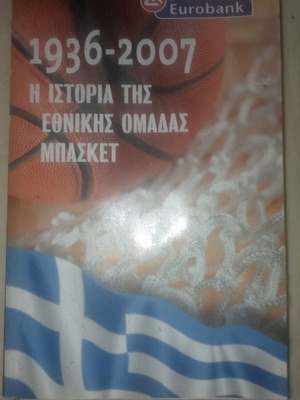 Eurobank
1936-2007
Η ΙΣΤΟΡΙΑ ΤΗΣ
ΕΘΝΙΚΗΣ ΟΜΑΔΑΣ
ΜΠΑΣΚΕΤ